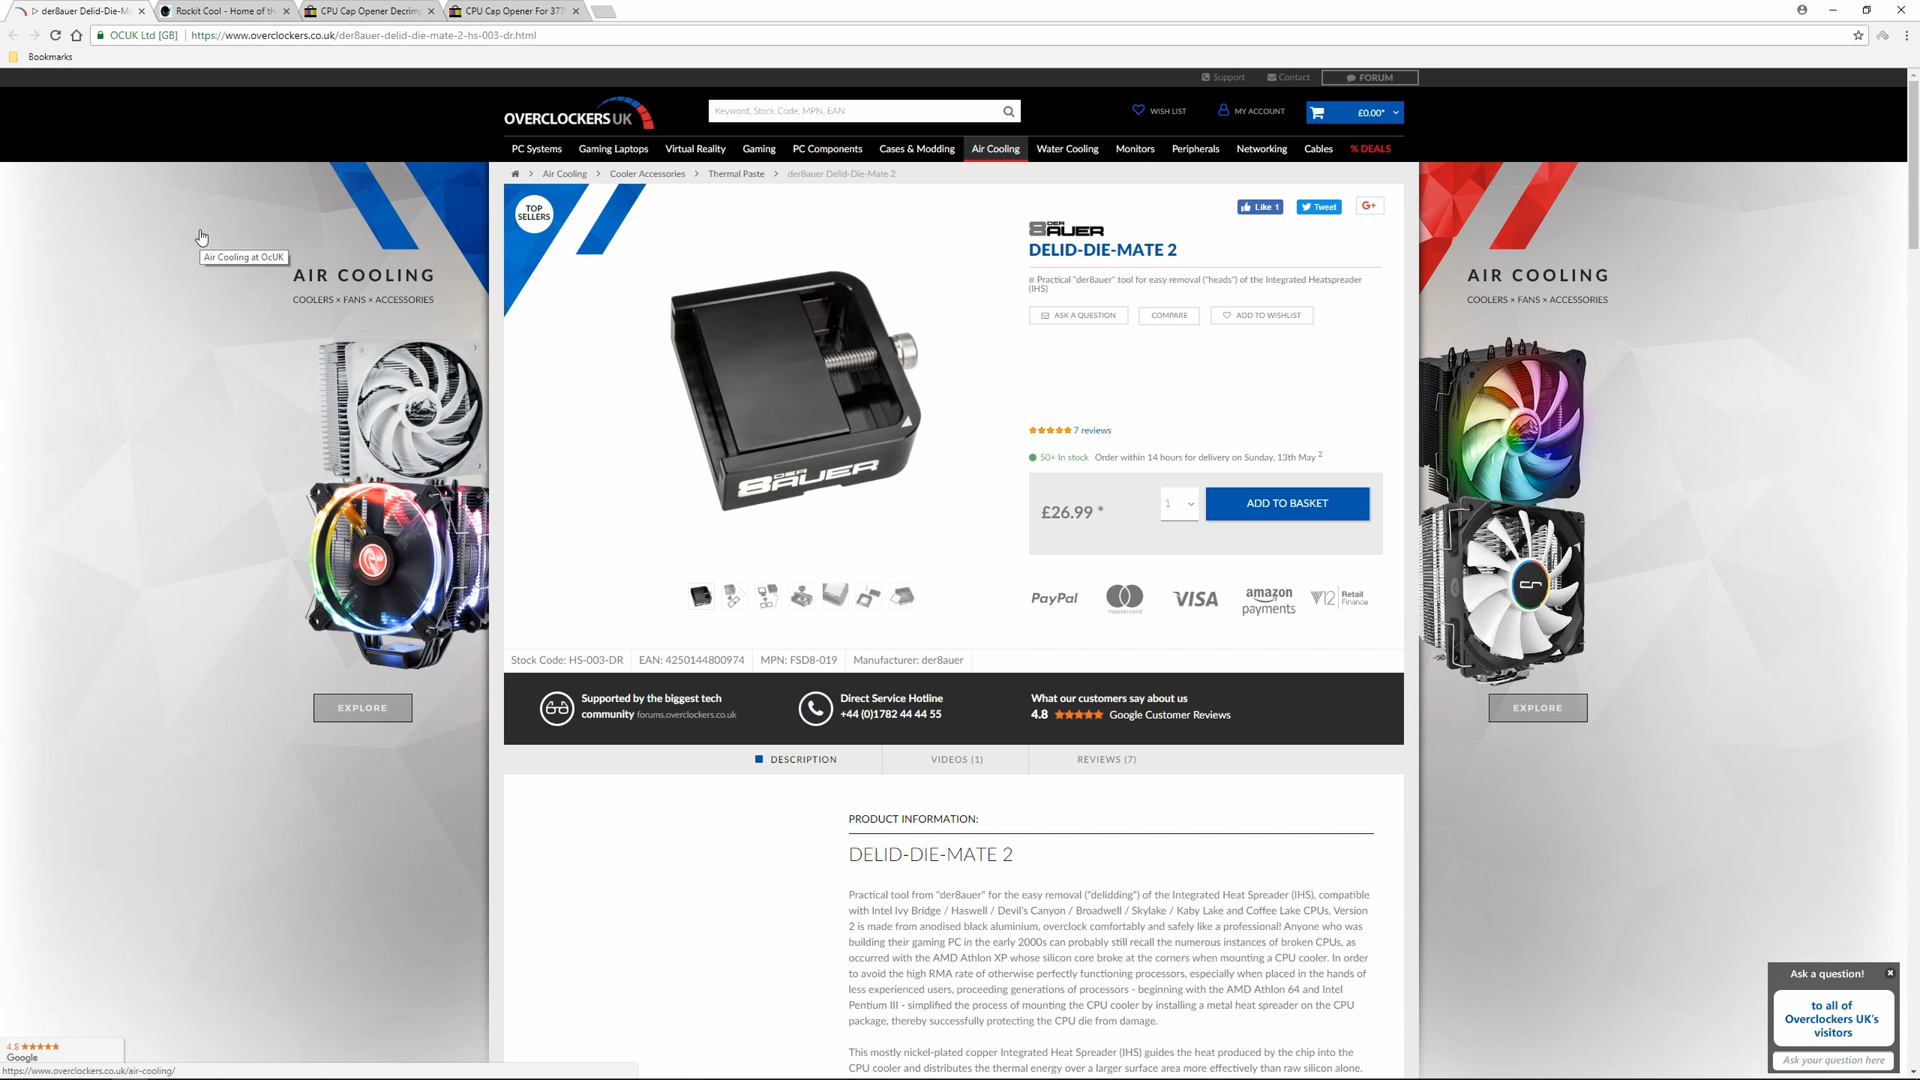 der8auer Delid-Die-M
Rockit Cool - Home of th
CPU Cap Opener Decrim
CPU Cap Opener For 377
OCUK Ltd [GB]
https://www.overclockers.co.uk/der8auer-delid-die-mate-2-hs-003-dr.html
Bookmarks
Support
Contact
FORUM
OVERCLOCKERS UK
Keyword, Stock Code, MPN, EAN
WISH LIST
MY ACCOUNT
£0.00*
PC Systems
Gaming Laptops
Virtual Reality
Gaming
PC Components
Cases & Modding
Air Cooling
Water Cooling
Monitors
Peripherals
Networking
Cables
% DEALS
Air Cooling
Cooler Accessories
Thermal Paste
der8auer Delid-Die-Mate 2
TOP
SELLERS
Like 1
Tweet
G+
Air Cooling at OcUK
AIR COOLING
COOLERS × FANS × ACCESSORIES
EXPLORE
AIR COOLING
COOLERS × FANS × ACCESSORIES
EXPLORE
DER
8AUER
DELID-DIE-MATE 2
Practical "der8auer" tool for easy removal ("heads") of the Integrated Heatspreader
(IHS)
ASK A QUESTION
COMPARE
ADD TO WISHLIST
DER
8AUER
7 reviews
50+ In stock Order within 14 hours for delivery on Sunday, 13th May 2
£26.99 *
1
ADD TO BASKET
PayPal
mastercard
VISA
amazon
payments
V12 Retail
Finance
Stock Code: HS-003-DR
EAN: 4250144800974
MPN: FSD8-019
Manufacturer: der8auer
Supported by the biggest tech
community forums.overclockers.co.uk
Direct Service Hotline
+44 (0)1782 44 44 55
What our customers say about us
4.8 Google Customer Reviews
DESCRIPTION
VIDEOS (1)
REVIEWS (7)
PRODUCT INFORMATION:
DELID-DIE-MATE 2
Practical tool from "der8auer" for the easy removal ("delidding") of the Integrated Heat Spreader (IHS), compatible
with Intel Ivy Bridge / Haswell / Devil's Canyon / Broadwell / Skylake / Kaby Lake and Coffee Lake CPUs, Version
2 is made from anodised black aluminium, overclock comfortably and safely like a professional! Anyone who was
building their gaming PC in the early 2000s can probably still recall the numerous instances of broken CPUs, as
occurred with the AMD Athlon XP whose silicon core broke at the corners when mounting a CPU cooler. In order
to avoid the high RMA rate of otherwise perfectly functioning processors, especially when placed in the hands of
less experienced users, proceeding generations of processors - beginning with the AMD Athlon 64 and Intel
Pentium III - simplified the process of mounting the CPU cooler by installing a metal heat spreader on the CPU
package, thereby successfully protecting the CPU die from damage.
This mostly nickel-plated copper Integrated Heat Spreader (IHS) guides the heat produced by the chip into the
CPU cooler and distributes the thermal energy over a larger surface area more effectively than raw silicon alone.
Ask a question!
to all of
Overclockers UK's
visitors
Ask your question here
4.8
Google
https://www.overclockers.co.uk/air-cooling/